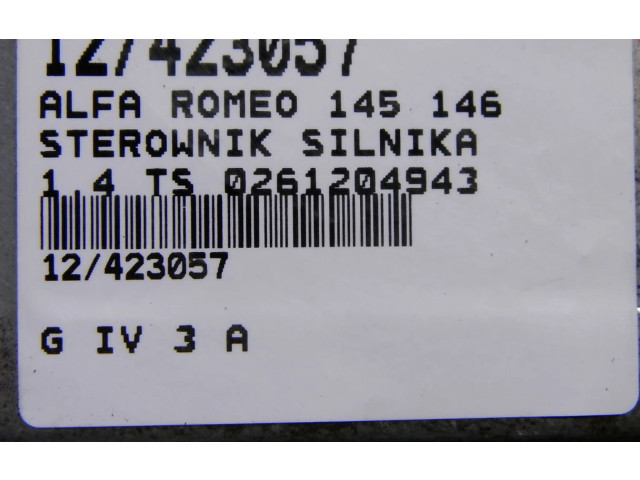 12/423057
ALFA ROMEO 145 146
STEROWNIK SILNIKA
1.4 TS 0261204943
12/423057
G IV 3 A